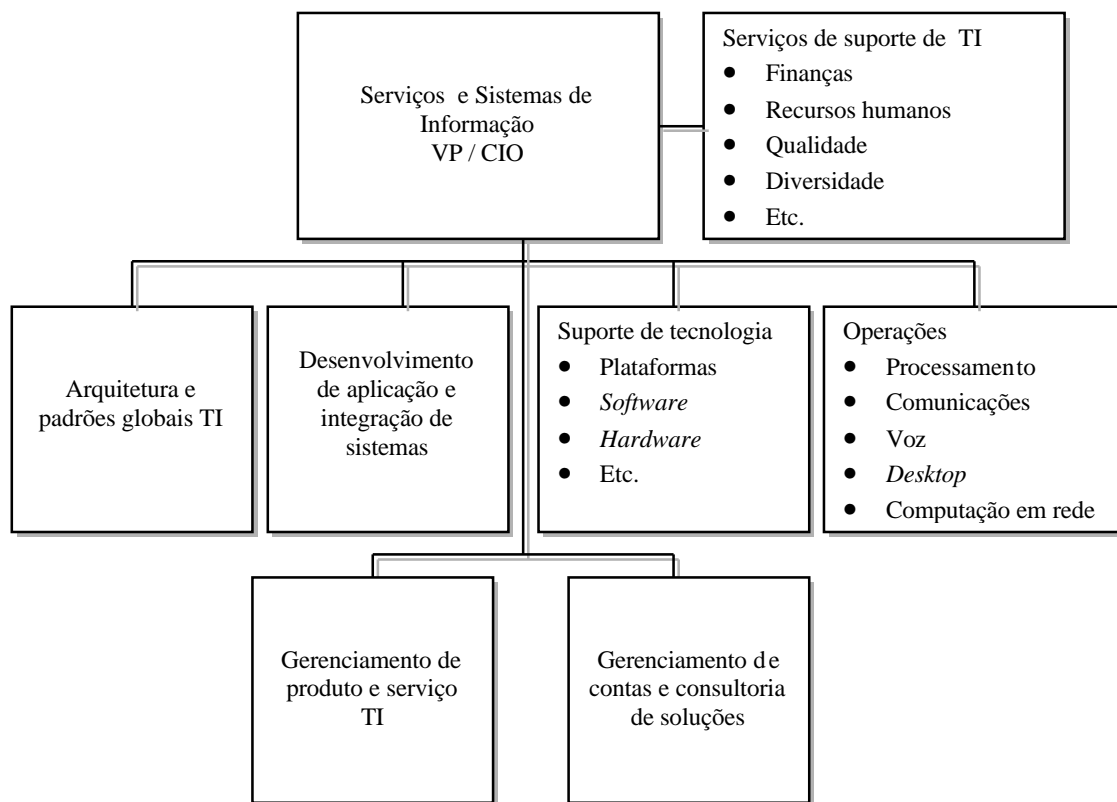 Serviços e Sistemas de
Informação
VP / CIO
Serviços de suporte de TI
● Finanças
● Recursos humanos
● Qualidade
● Diversidade
● Etc.
Arquitetura e
padrões globais TI
Desenvolvimento
de aplicação e
integração de
sistemas
Suporte de tecnologia
● Plataformas
● Software
● Hardware
● Etc.
Operações
● Processamento
● Comunicações
● Voz
● Desktop
● Computação em rede
Gerenciamento de
produto e serviço
TI
Gerenciamento de
contas e consultoria
de soluções